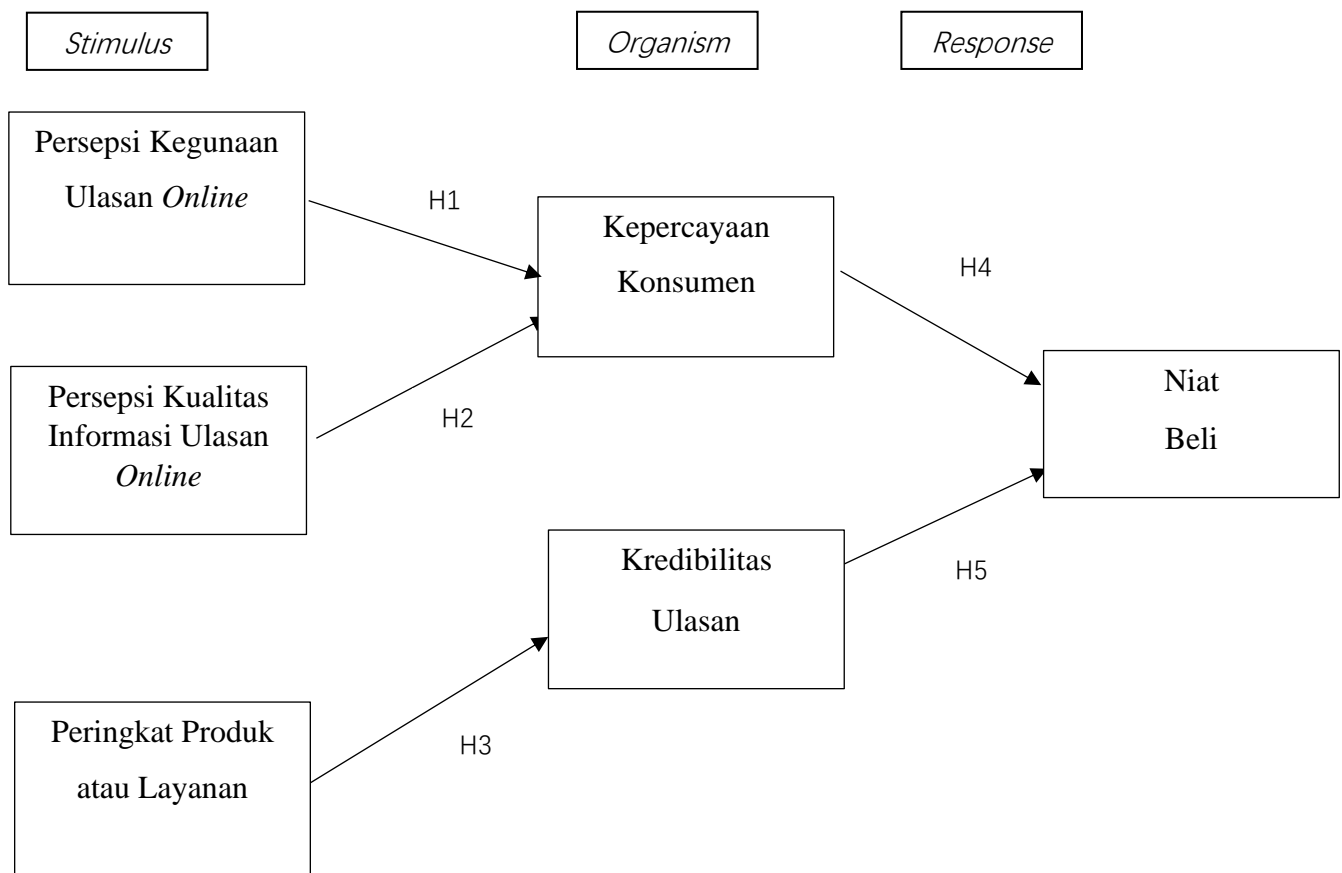 Stimulus
Organism
Response
Persepsi Kegunaan
Ulasan Online
H1
Kepercayaan
Konsumen
H4
Persepsi Kualitas
Informasi Ulasan
Online
H2
Niat
Beli
Kredibilitas
Ulasan
H5
Peringkat Produk
atau Layanan
H3